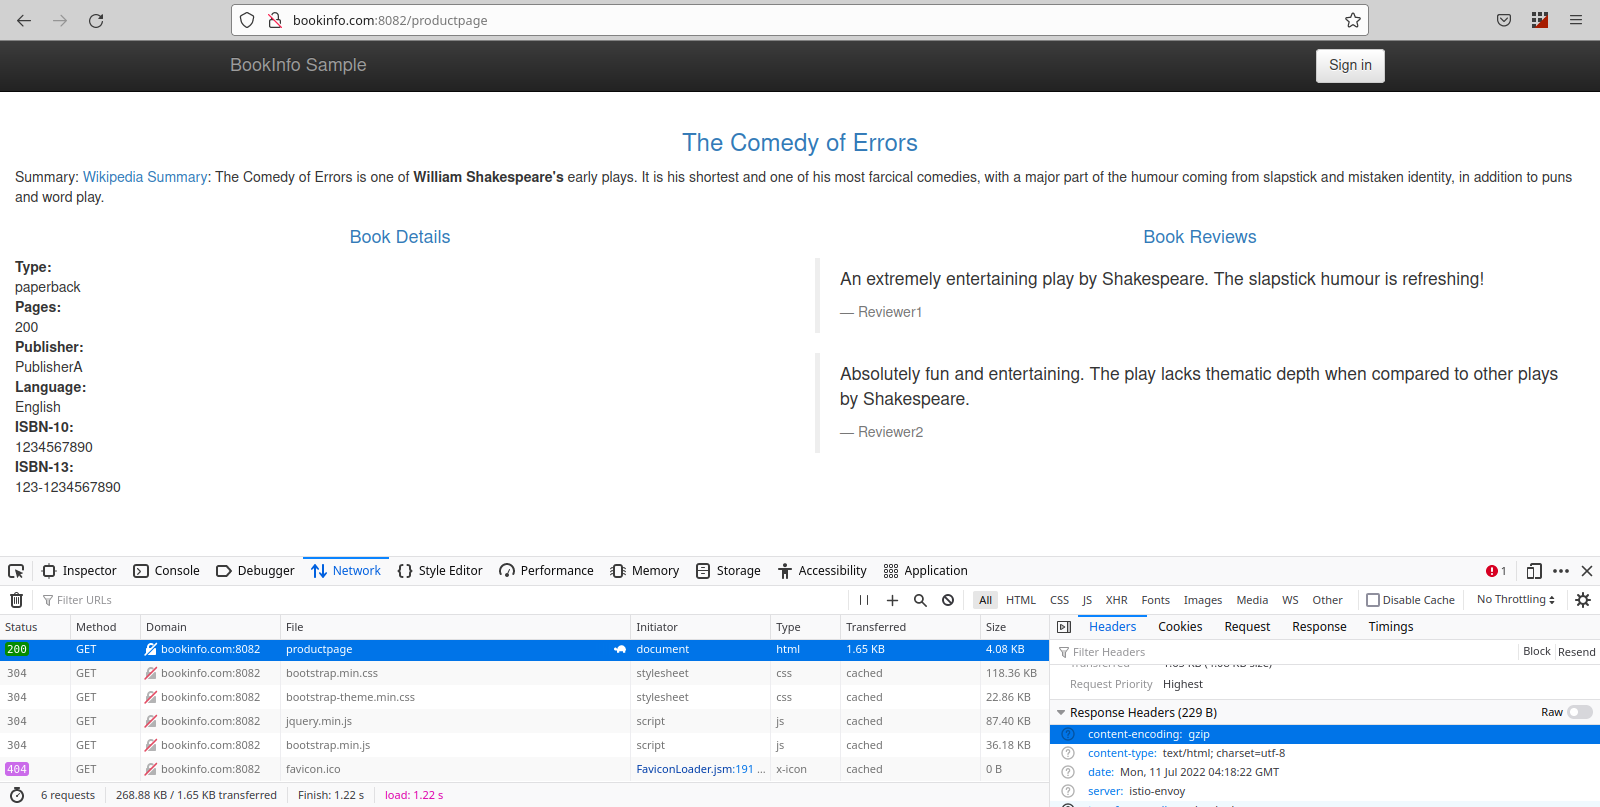 bookinfo.com:8082/productpage
BookInfo Sample
Sign in
The Comedy of Errors
Summary: Wikipedia Summary: The Comedy of Errors is one of William Shakespeare's early plays. It is his shortest and one of his most farcical comedies, with a major part of the humour coming from slapstick and mistaken identity, in addition to puns
and word play.
Book Details
Type:
paperback
Pages:
200
Publisher:
PublisherA
Language:
English
ISBN-10:
1234567890
ISBN-13:
123-1234567890
Book Reviews
An extremely entertaining play by Shakespeare. The slapstick humour is refreshing!
— Reviewer1
Absolutely fun and entertaining. The play lacks thematic depth when compared to other plays
by Shakespeare.
— Reviewer2
Inspector Console Debugger Network Style Editor Performance Memory Storage Accessibility Application 1
Filter URLs All HTML CSS JS XHR Fonts Images Media WS Other Disable Cache No Throttling
Status Method Domain File Initiator Type Transferred Size
200 GET bookinfo.com:8082 productpage document html 1.65 KB 4.08 KB
304 GET bookinfo.com:8082 bootstrap.min.css stylesheet css cached 118.36 KB
304 GET bookinfo.com:8082 bootstrap-theme.min.css stylesheet css cached 22.86 KB
304 GET bookinfo.com:8082 jquery.min.js script js cached 87.40 KB
304 GET bookinfo.com:8082 bootstrap.min.js script js cached 36.18 KB
404 GET bookinfo.com:8082 favicon.ico FaviconLoader.jsm:191 ... x-icon cached 0 B
6 requests 268.88 KB / 1.65 KB transferred Finish: 1.22 s load: 1.22 s
Headers Cookies Request Response Timings
Filter Headers Block Resend
Request Priority Highest
Response Headers (229 B) Raw
content-encoding: gzip
content-type: text/html; charset=utf-8
date: Mon, 11 Jul 2022 04:18:22 GMT
server: istio-envoy